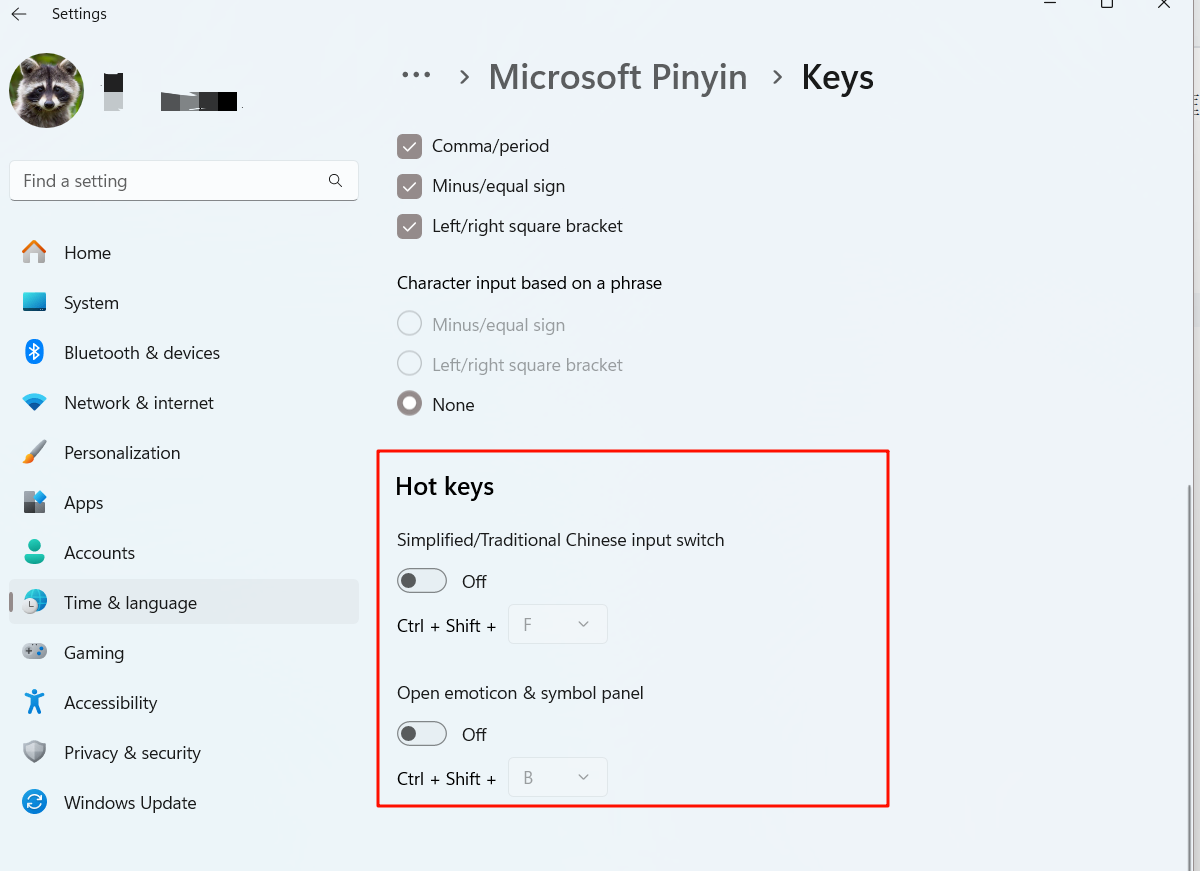 Settings
... > Microsoft Pinyin > Keys
Find a setting
Home
System
Bluetooth & devices
Network & internet
Personalization
Apps
Accounts
Time & language
Gaming
Accessibility
Privacy & security
Windows Update
Comma/period
Minus/equal sign
Left/right square bracket
Character input based on a phrase
Minus/equal sign
Left/right square bracket
None
Hot keys
Simplified/Traditional Chinese input switch
Off
Ctrl + Shift + F
Open emoticon & symbol panel
Off
Ctrl + Shift + B